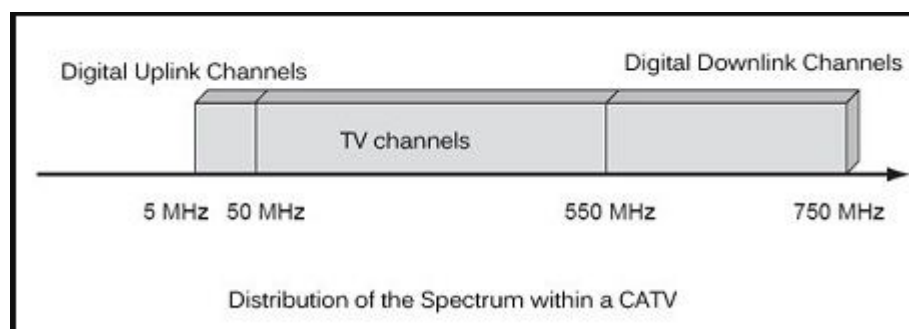 Digital Uplink Channels
Digital Downlink Channels
TV channels
5 MHz 50 MHz 550 MHz 750 MHz
Distribution of the Spectrum within a CATV